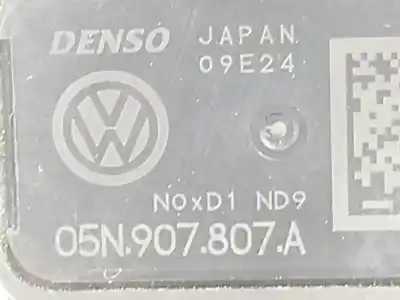 DENSO JAPAN
09E24
NOxD1 ND9
05N.907.807.A